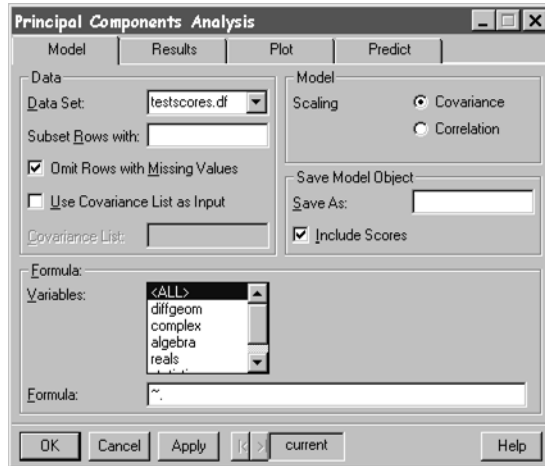 Principal Components Analysis
Model
Results
Plot
Predict
Data
Data Set:
testscores.df
Subset Rows with:
Omit Rows with Missing Values
Use Covariance List as Input
Covariance List:
Model
Scaling
Covariance
Correlation
Save Model Object
Save As:
Include Scores
Formula:
Variables:
<ALL>
diffgeom
complex
algebra
reals
Formula:
~.
OK
Cancel
Apply
current
Help